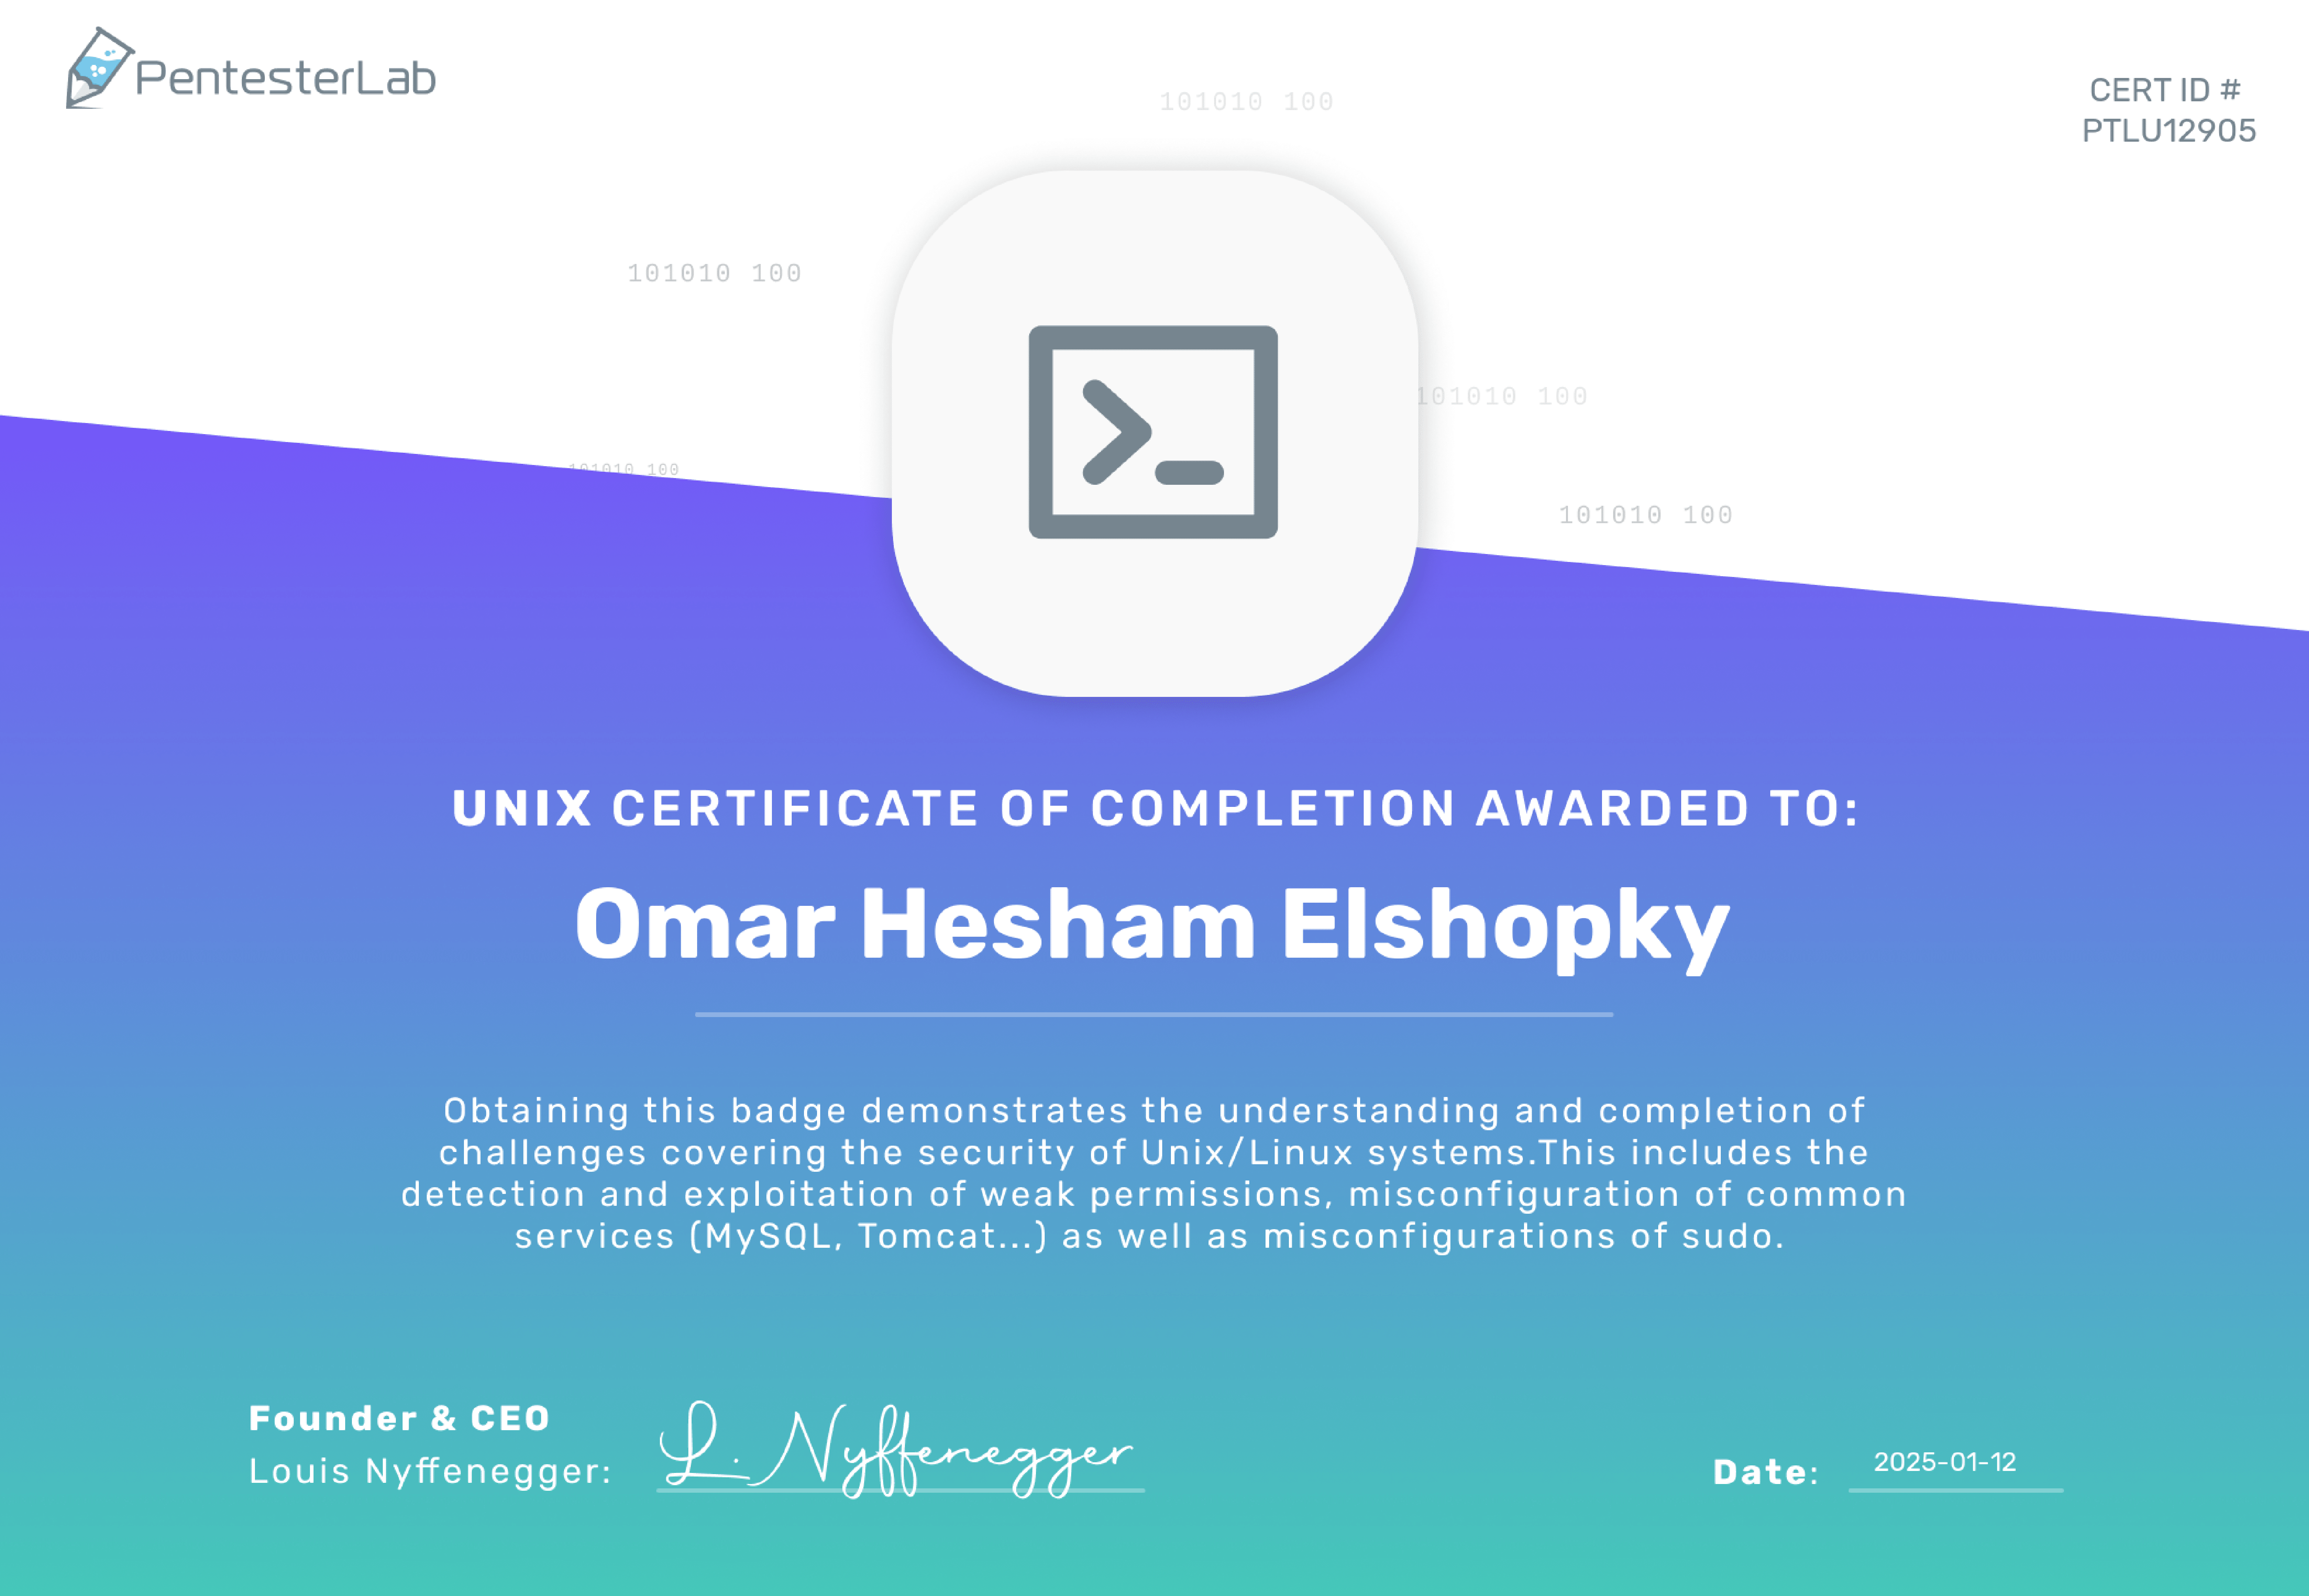 PentesterLab
CERT ID #
PTLU12905
101010 100
101010 100
101010 100
101010 100
101010 100
>_
UNIX CERTIFICATE OF COMPLETION AWARDED TO:
Omar Hesham Elshopky
Obtaining this badge demonstrates the understanding and completion of
challenges covering the security of Unix/Linux systems.This includes the
detection and exploitation of weak permissions, misconfiguration of common
services (MySQL, Tomcat...) as well as misconfigurations of sudo.
Founder & CEO
Louis Nyffenegger:
L. Nyffenegger
Date: 2025-01-12